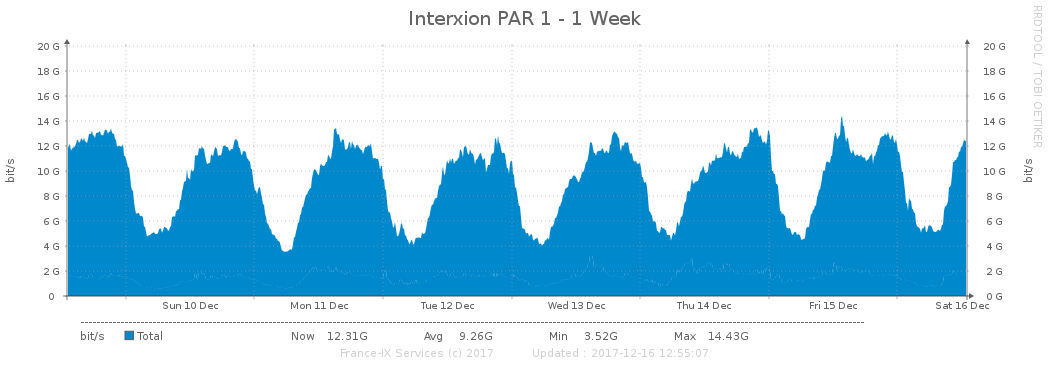 Interxion PAR 1 - 1 Week
RRDTOOL / TOBI OETIKER
20 G 20 G
18 G 18 G
16 G 16 G
14 G 14 G
12 G 12 G
10 G 10 G
8 G 8 G
6 G 6 G
4 G 4 G
2 G 2 G
0 0 G
bit/s bit/s
Sun 10 Dec Mon 11 Dec Tue 12 Dec Wed 13 Dec Thu 14 Dec Fri 15 Dec Sat 16 Dec
bit/s Total Now 12.31G Avg 9.26G Min 3.52G Max 14.43G
France-IX Services (c) 2017 Updated : 2017-12-16 12:55:07